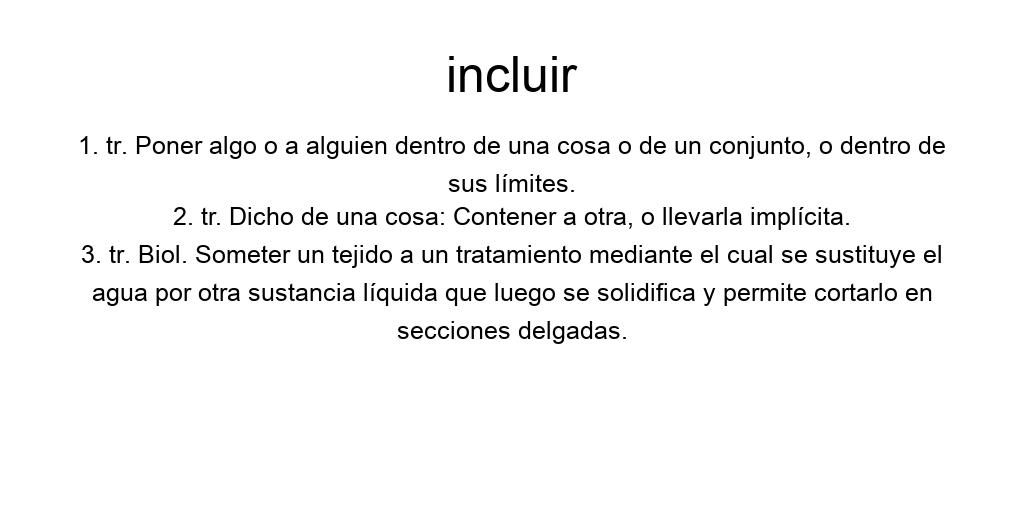 incluir
1. tr. Poner algo o a alguien dentro de una cosa o de un conjunto, o dentro de
sus límites.
2. tr. Dicho de una cosa: Contener a otra, o llevarla implícita.
3. tr. Biol. Someter un tejido a un tratamiento mediante el cual se sustituye el
agua por otra sustancia líquida que luego se solidifica y permite cortarlo en
secciones delgadas.